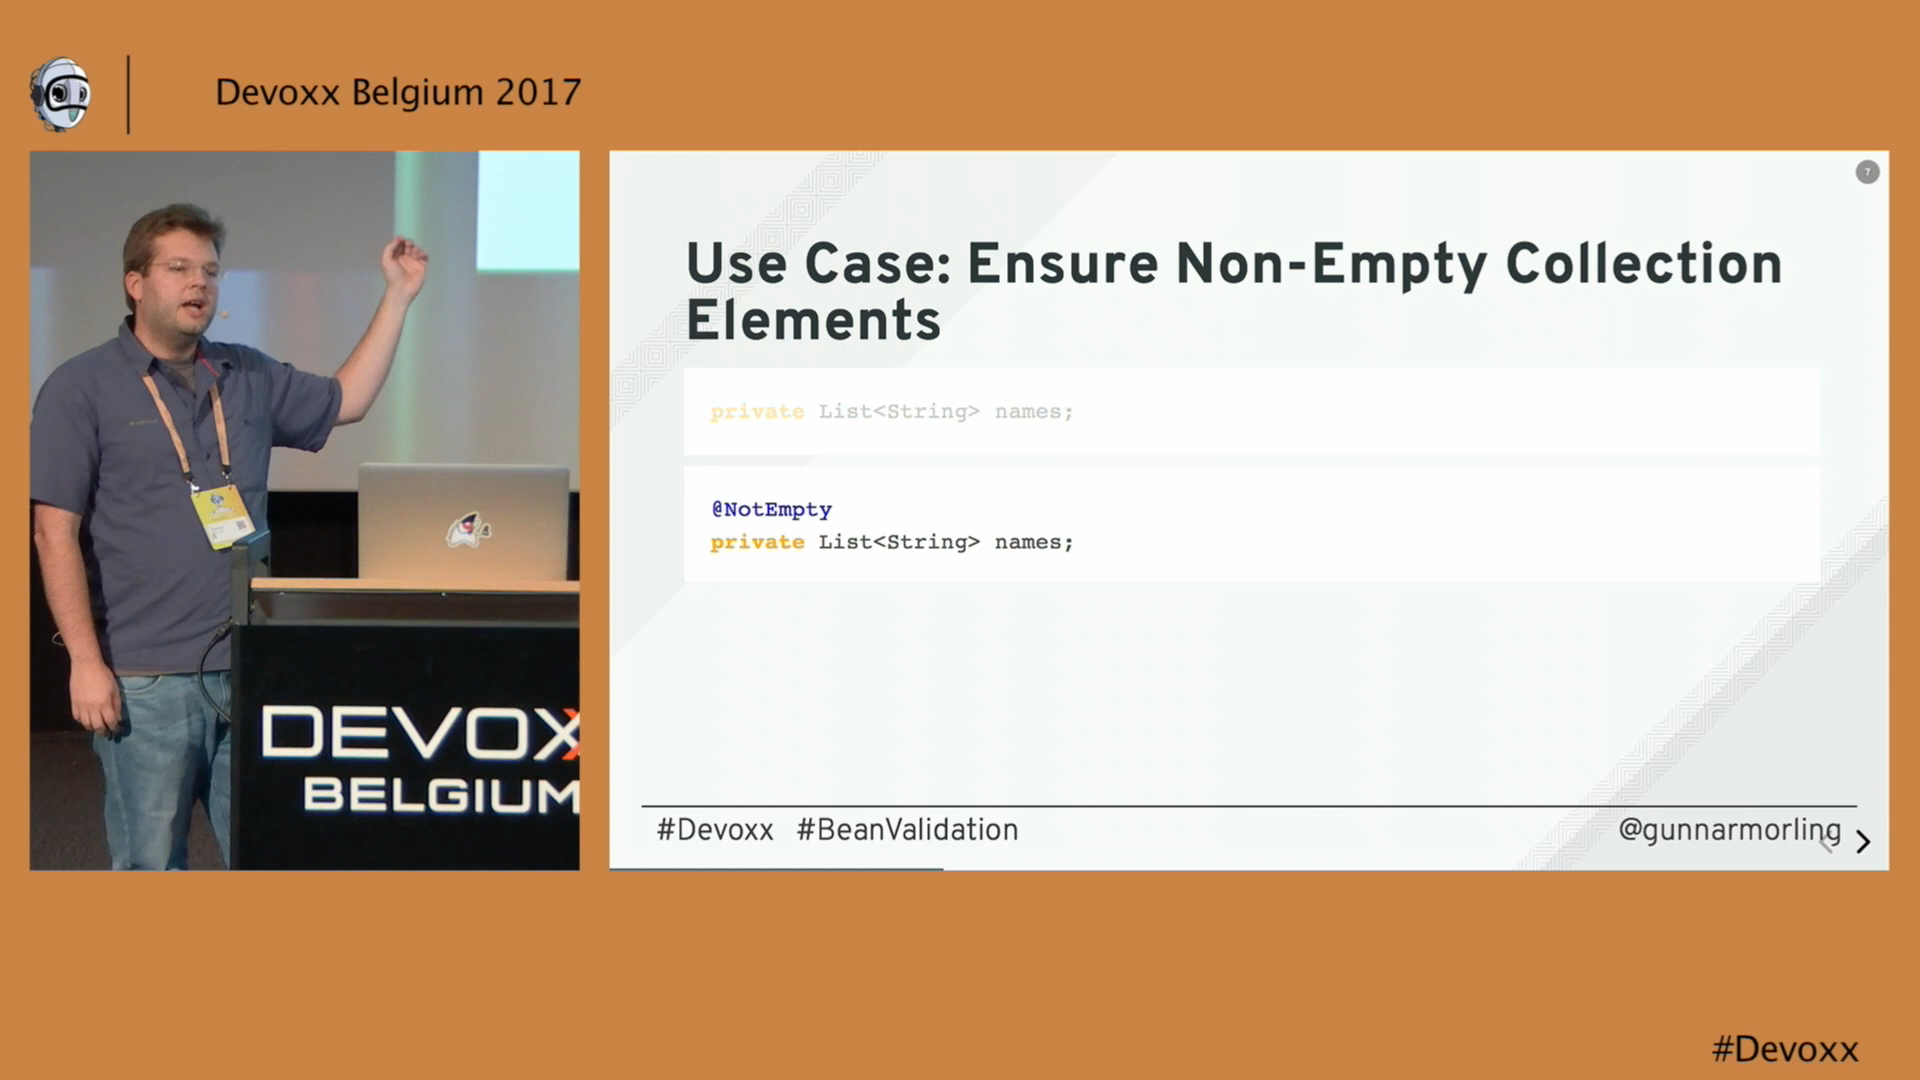 Devoxx Belgium 2017
7
Use Case: Ensure Non-Empty Collection
Elements
private List<String> names;
@NotEmpty
private List<String> names;
#Devoxx #BeanValidation
@gunnarmorling
DEVOXX
BELGIUM
#Devoxx